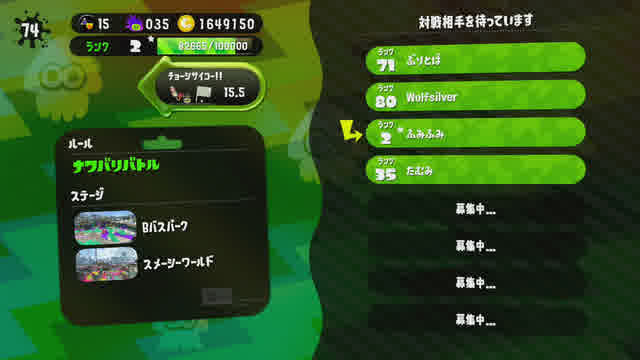 74
15
035
1649150
ランク 2 82665/100000
チョーシサイコー!!
15.5
ルール
ナワバリバトル
ステージ
Bバスパーク
スメーシーワールド
対戦相手を待っています
ランク 71 ぷりとば
ランク 80 Wolfsilver
ランク 2 ふみふみ
ランク 35 たむみ
募集中...
募集中...
募集中...
募集中...